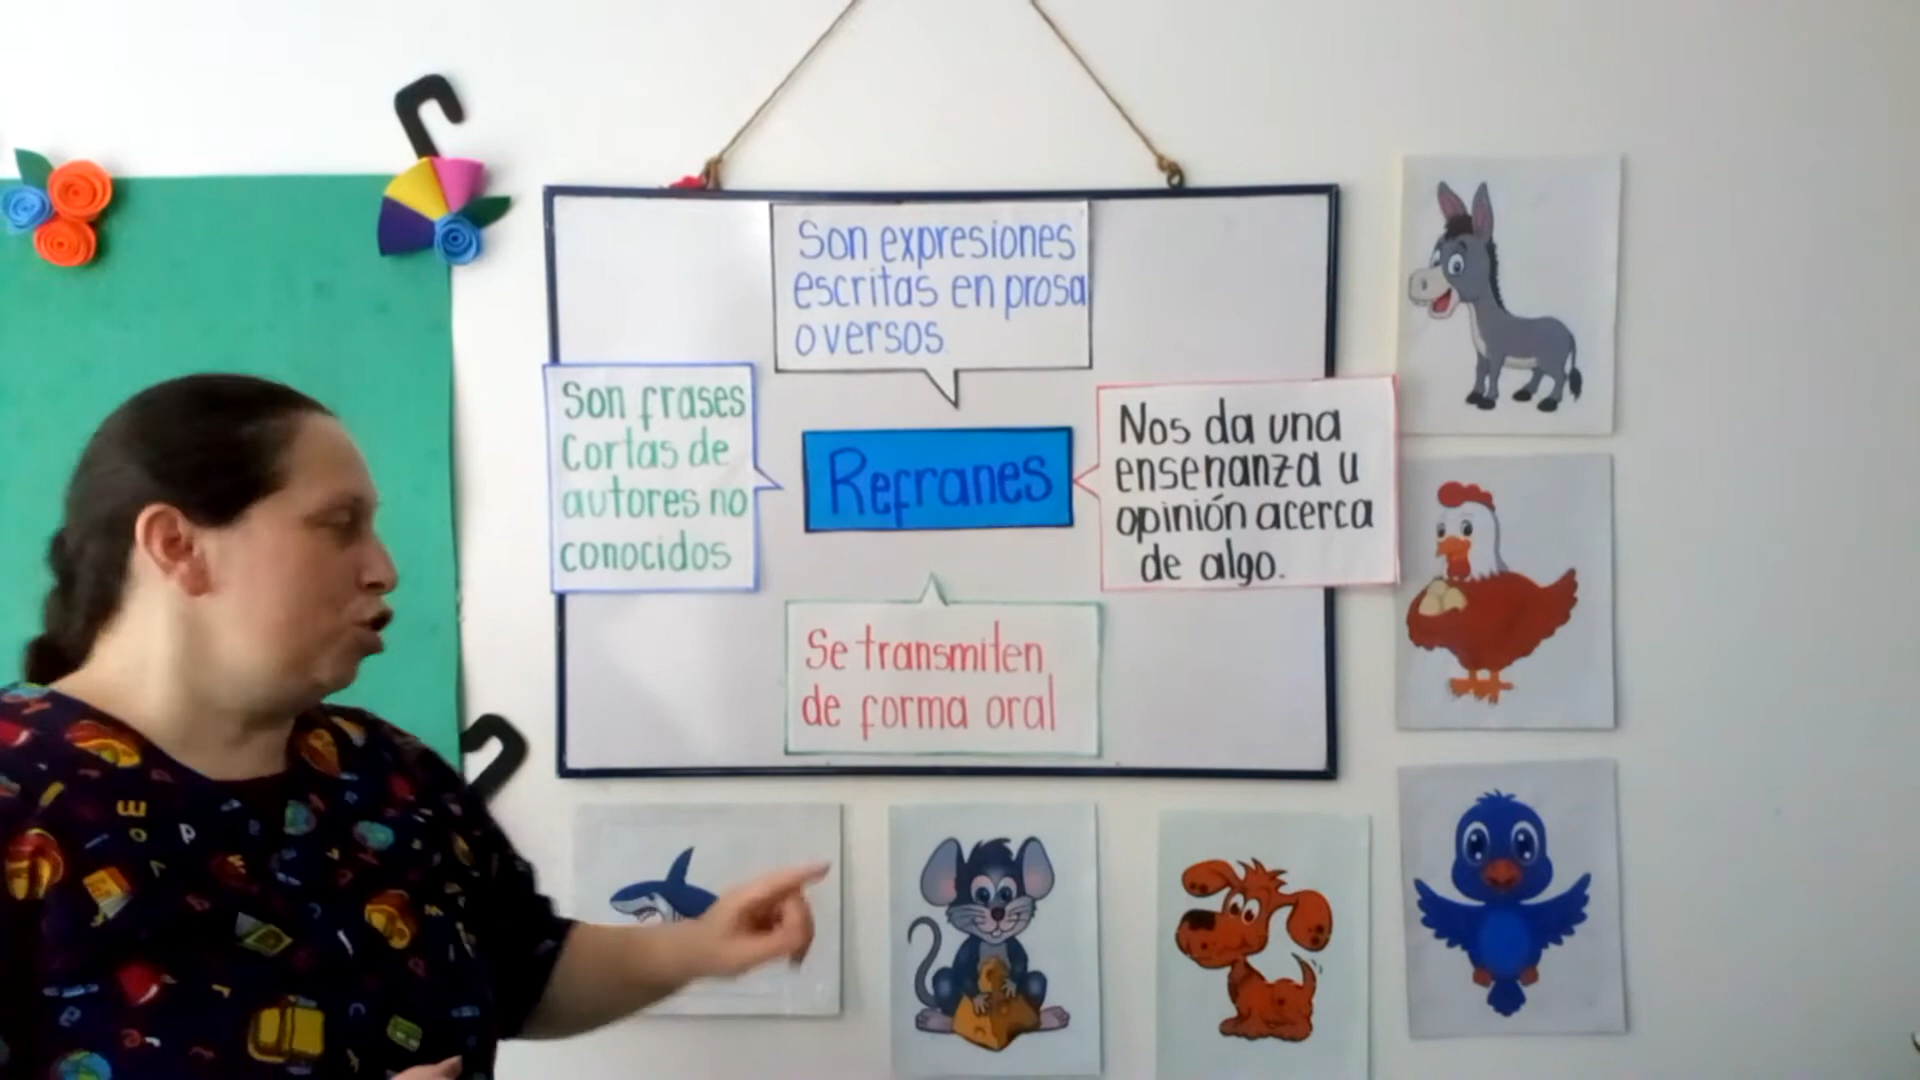 Son expresiones
escritas en prosa
o versos.
Son frases
Cortas de
autores no
conocidos
Refranes
Nos da una
enseñanza u
opinión acerca
de algo.
Se transmiten
de forma oral